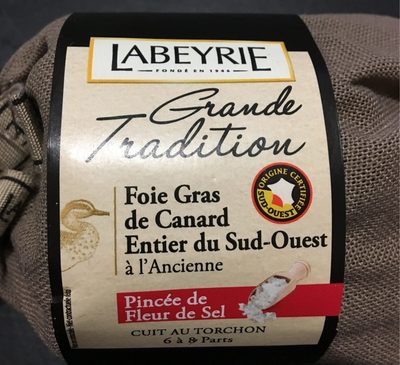 LABEYRIE
FONDÉ EN 1946
Grande
Tradition
ORIGINE CERTIFIÉE
SUD-OUEST
Foie Gras
de Canard
Entier du Sud-Ouest
à l'Ancienne
Pincée de
Fleur de Sel
CUIT AU TORCHON
6 à 8 Parts